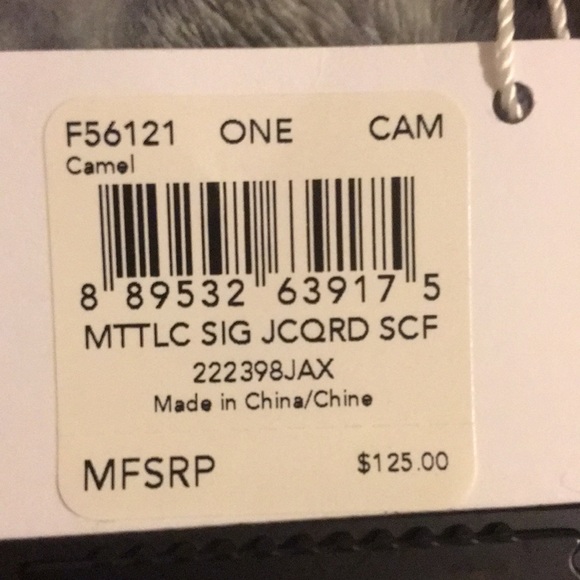 F56121 ONE CAM
Camel
8 89532 63917 5
MTTLC SIG JCQRD SCF
222398JAX
Made in China/Chine
MFSRP $125.00